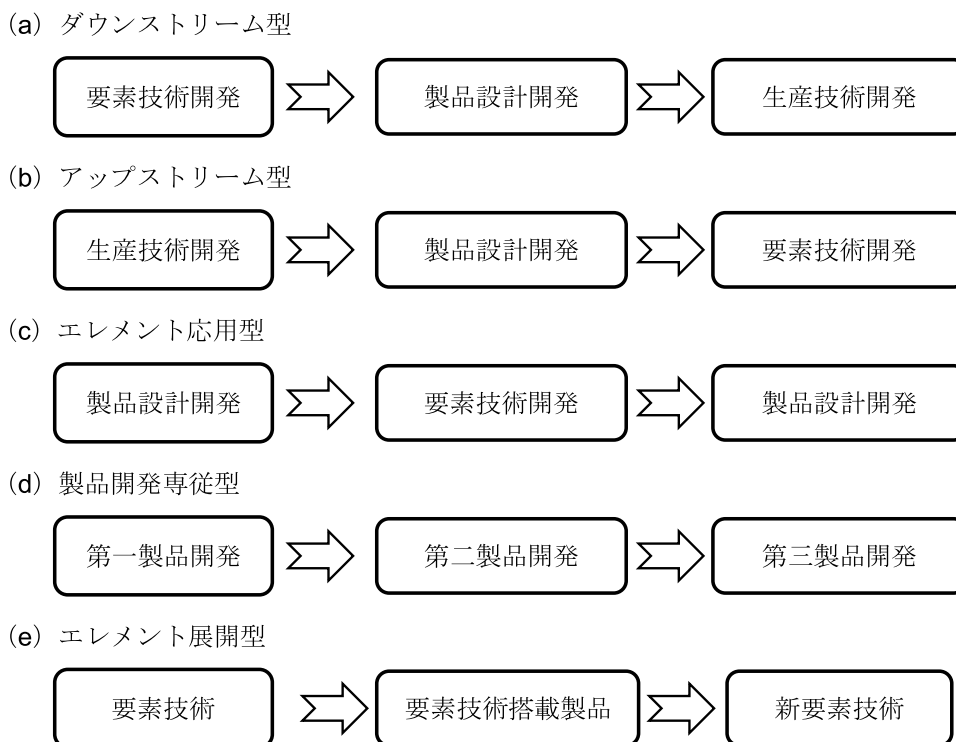 (a) ダウンストリーム型
要素技術開発 製品設計開発 生産技術開発
(b) アップストリーム型
生産技術開発 製品設計開発 要素技術開発
(c) エレメント応用型
製品設計開発 要素技術開発 製品設計開発
(d) 製品開発専従型
第一製品開発 第二製品開発 第三製品開発
(e) エレメント展開型
要素技術 要素技術搭載製品 新要素技術